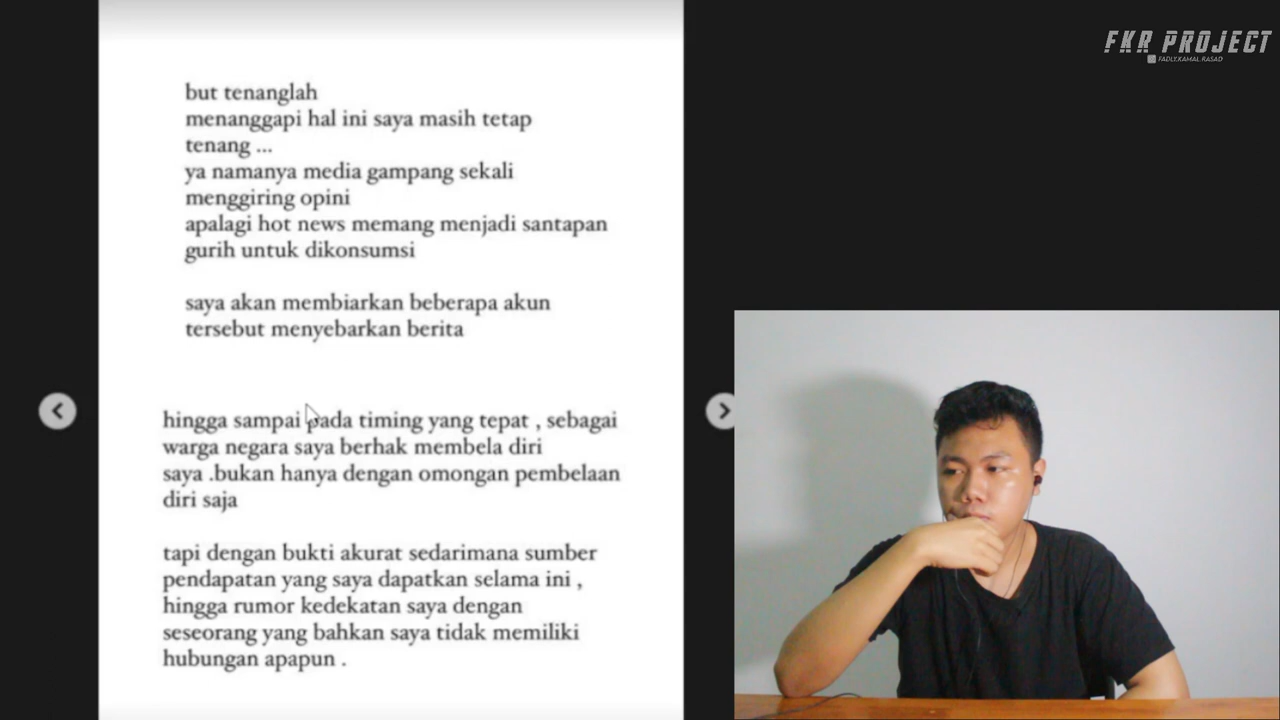 FKR PROJECT
FADLY.KAMAL.RASAD
but tenanglah
menanggapi hal ini saya masih tetap
tenang ...
ya namanya media gampang sekali
menggiring opini
apalagi hot news memang menjadi santapan
gurih untuk dikonsumsi
saya akan membiarkan beberapa akun
tersebut menyebarkan berita
hingga sampai pada timing yang tepat , sebagai
warga negara saya berhak membela diri
saya .bukan hanya dengan omongan pembelaan
diri saja
tapi dengan bukti akurat sedarimana sumber
pendapatan yang saya dapatkan selama ini ,
hingga rumor kedekatan saya dengan
seseorang yang bahkan saya tidak memiliki
hubungan apapun .